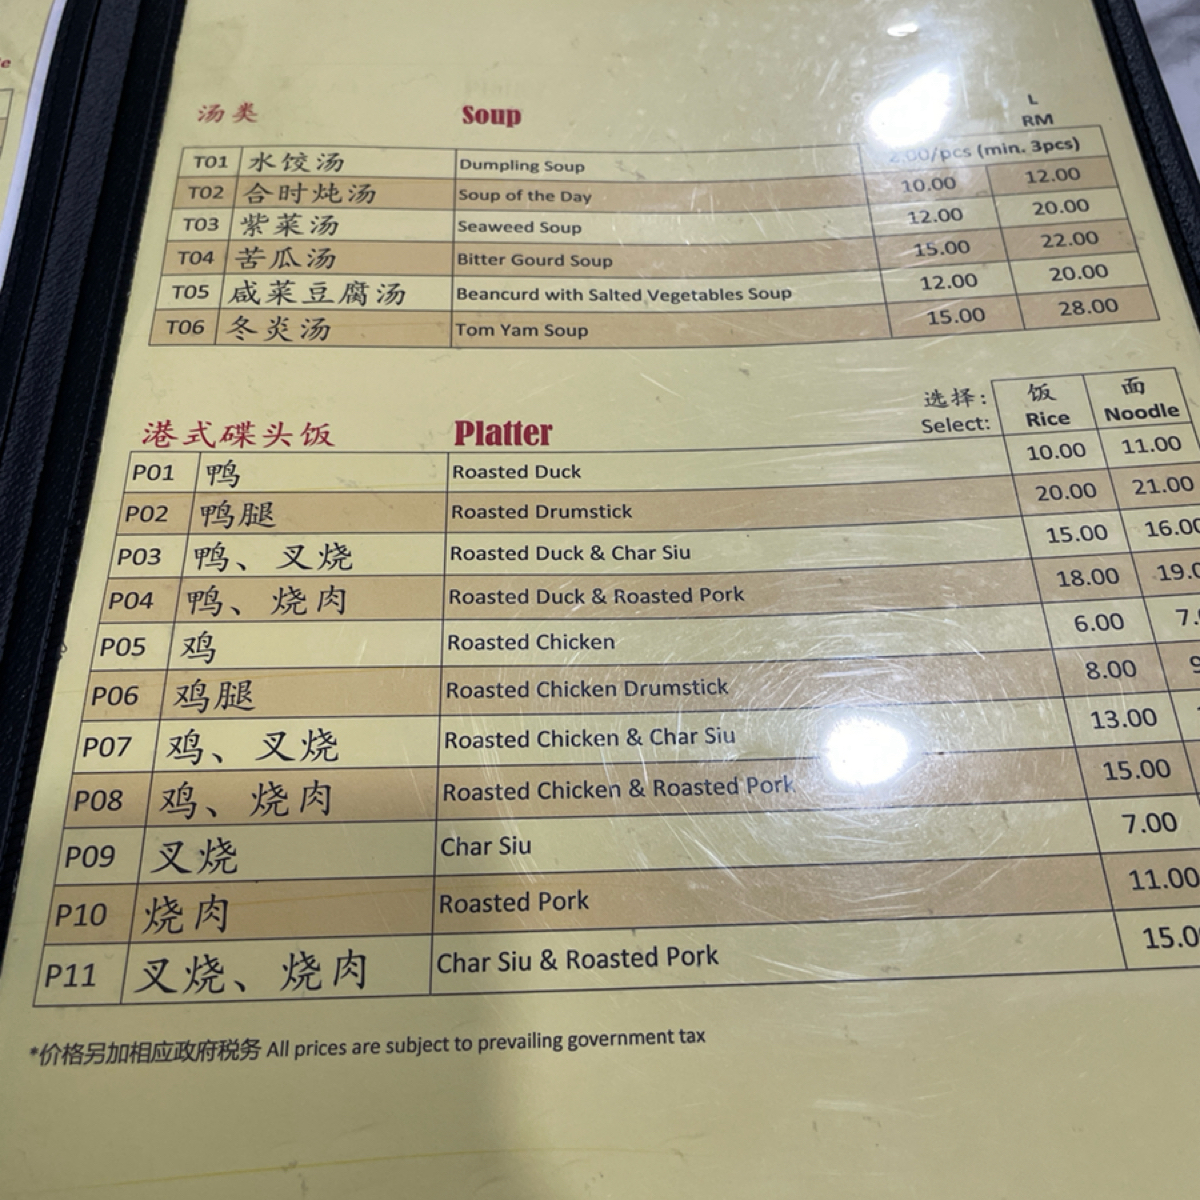 e
汤类 Soup L
RM
T01 水饺汤 Dumpling Soup 2.00/pcs (min. 3pcs)
T02 合时炖汤 Soup of the Day 10.00 12.00
T03 紫菜汤 Seaweed Soup 12.00 20.00
T04 苦瓜汤 Bitter Gourd Soup 15.00 22.00
T05 咸菜豆腐汤 Beancurd with Salted Vegetables Soup 12.00 20.00
T06 冬炎汤 Tom Yam Soup 15.00 28.00
港式碟头饭 Platter
选择: 饭 面
Select: Rice Noodle
P01 鸭 Roasted Duck 10.00 11.00
P02 鸭腿 Roasted Drumstick 20.00 21.00
P03 鸭、叉烧 Roasted Duck & Char Siu 15.00 16.00
P04 鸭、烧肉 Roasted Duck & Roasted Pork 18.00 19.0
P05 鸡 Roasted Chicken 6.00 7.
P06 鸡腿 Roasted Chicken Drumstick 8.00 9
P07 鸡、叉烧 Roasted Chicken & Char Siu 13.00
P08 鸡、烧肉 Roasted Chicken & Roasted Pork 15.00
P09 叉烧 Char Siu 7.00
P10 烧肉 Roasted Pork 11.00
P11 叉烧、烧肉 Char Siu & Roasted Pork 15.0
*价格另加相应政府税务 All prices are subject to prevailing government tax